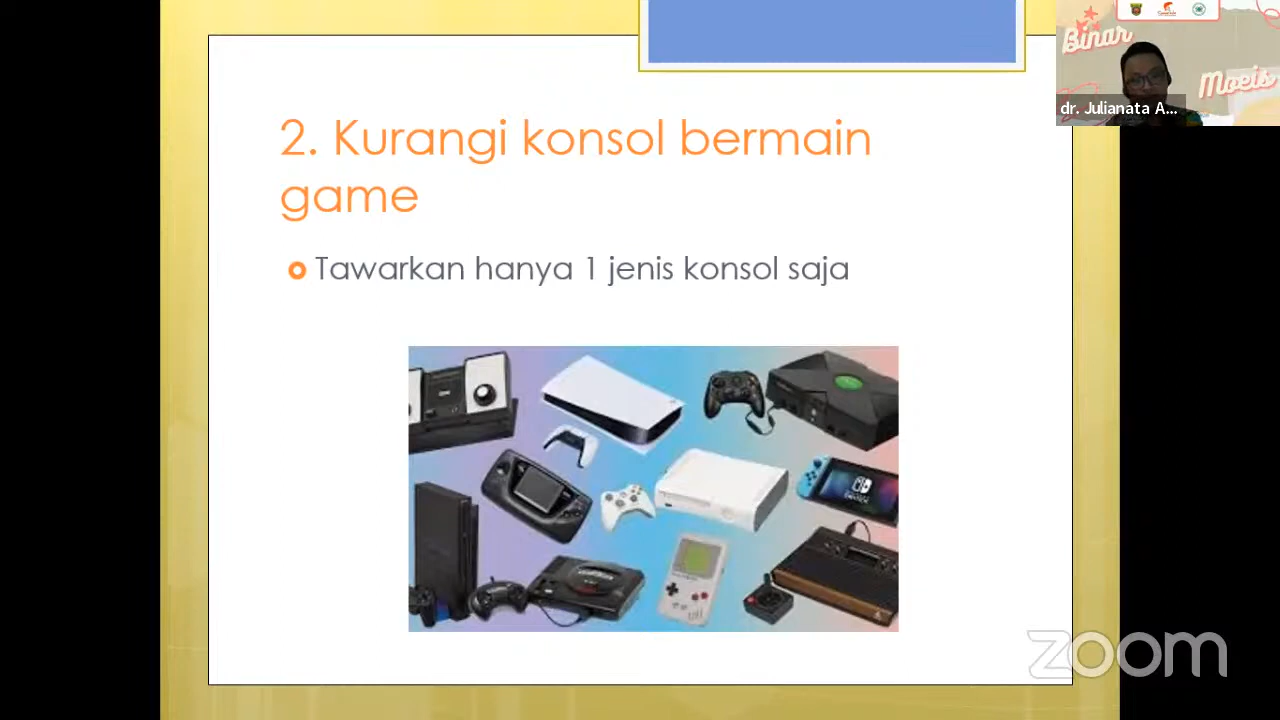 Binar
Moeis
dr. Julianata A...
2. Kurangi konsol bermain
game
Tawarkan hanya 1 jenis konsol saja
zoom